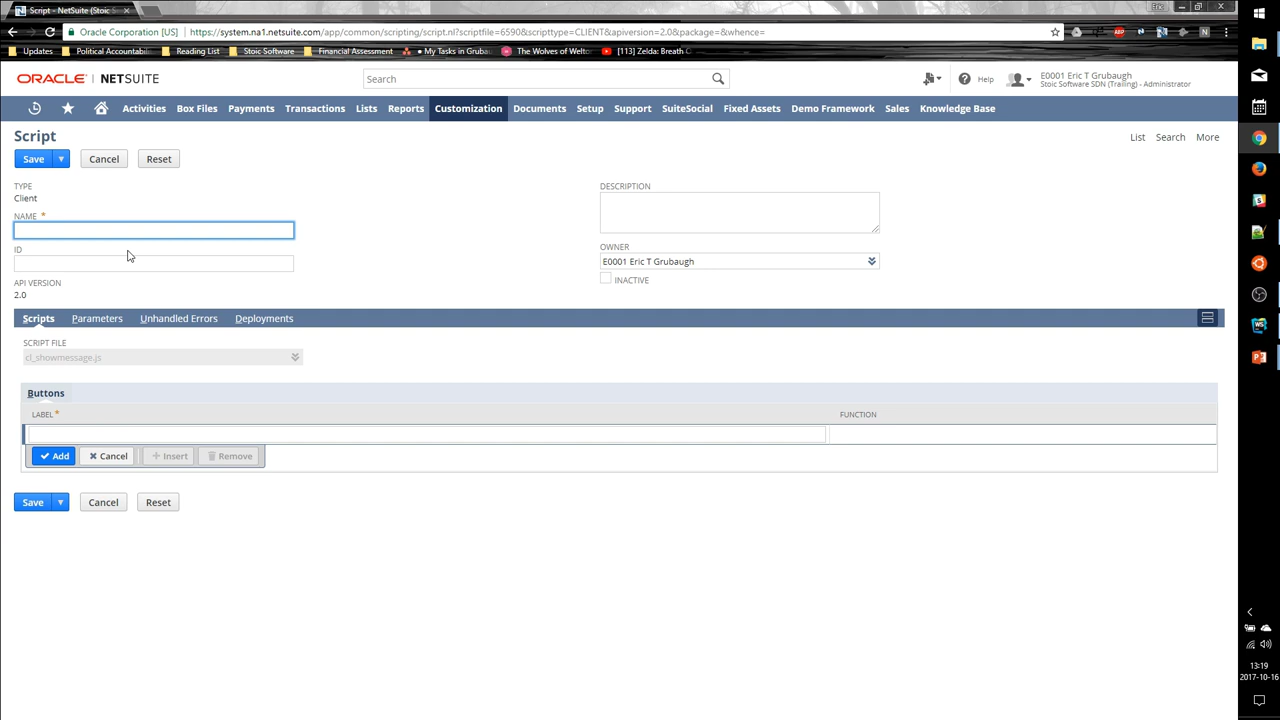 Script - NetSuite (Stoic S
Eric
Oracle Corporation [US] https://system.na1.netsuite.com/app/common/scripting/script.nl?scriptfile=6590&scripttype=CLIENT&apiversion=2.0&package=&whence=
Updates Political Accountabil Reading List Stoic Software Financial Assessment • My Tasks in Gruba The Wolves of Welto [113] Zelda: Breath O
ORACLE NETSUITE Search Help E0001 Eric T Grubaugh
Stoic Software SDN (Trailing) - Administrator
Activities Box Files Payments Transactions Lists Reports Customization Documents Setup Support SuiteSocial Fixed Assets Demo Framework Sales Knowledge Base
Script
List Search More
Save Cancel Reset
TYPE
Client
NAME *
ID
API VERSION
2.0
DESCRIPTION
OWNER
E0001 Eric T Grubaugh
INACTIVE
Scripts Parameters Unhandled Errors Deployments
SCRIPT FILE
cl_showmessage.js
Buttons
LABEL * FUNCTION
Add Cancel + Insert Remove
Save Cancel Reset
13:19
2017-10-16